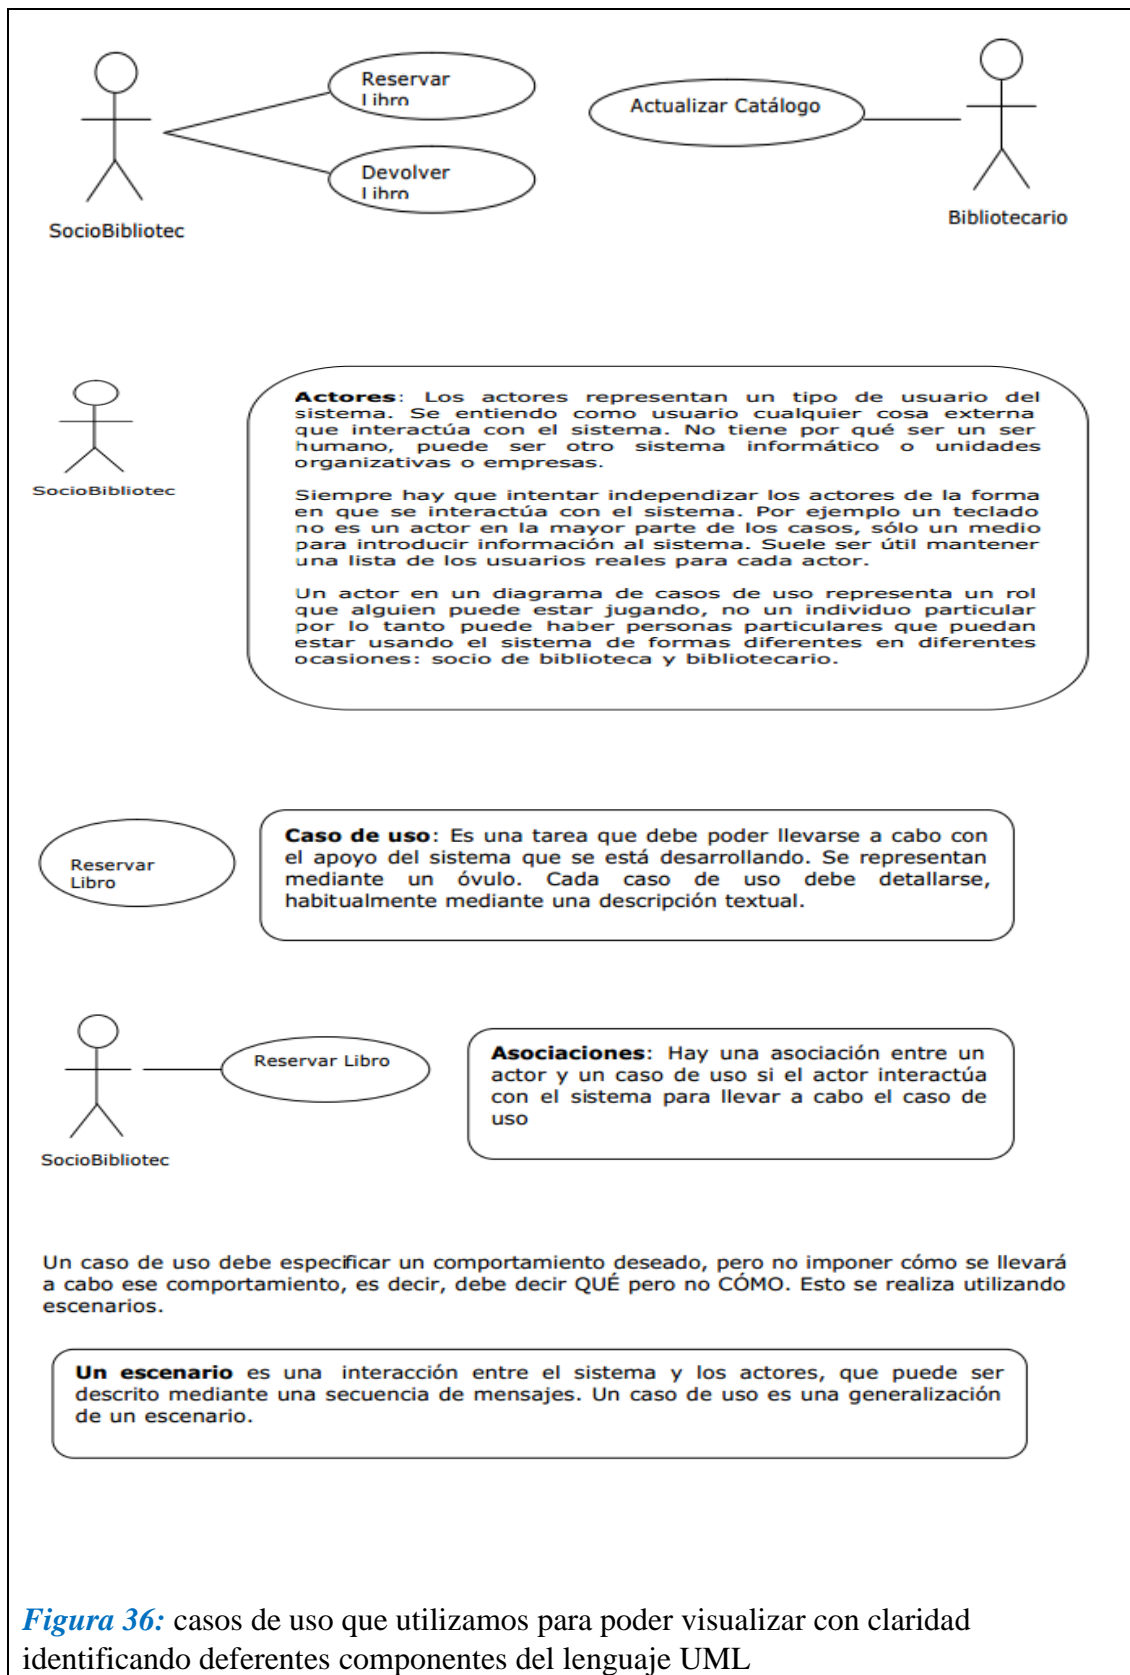 Reservar
Libro
Actualizar Catálogo
Devolver
Libro
SocioBibliotec
Bibliotecario
SocioBibliotec
Actores: Los actores representan un tipo de usuario del
sistema. Se entiendo como usuario cualquier cosa externa
que interactúa con el sistema. No tiene por qué ser un ser
humano, puede ser otro sistema informático o unidades
organizativas o empresas.
Siempre hay que intentar independizar los actores de la forma
en que se interactúa con el sistema. Por ejemplo un teclado
no es un actor en la mayor parte de los casos, sólo un medio
para introducir información al sistema. Suele ser útil mantener
una lista de los usuarios reales para cada actor.
Un actor en un diagrama de casos de uso representa un rol
que alguien puede estar jugando, no un individuo particular
por lo tanto puede haber personas particulares que puedan
estar usando el sistema de formas diferentes en diferentes
ocasiones: socio de biblioteca y bibliotecario.
Reservar
Libro
Caso de uso: Es una tarea que debe poder llevarse a cabo con
el apoyo del sistema que se está desarrollando. Se representan
mediante un óvulo. Cada caso de uso debe detallarse,
habitualmente mediante una descripción textual.
Reservar Libro
SocioBibliotec
Asociaciones: Hay una asociación entre un
actor y un caso de uso si el actor interactúa
con el sistema para llevar a cabo el caso de
uso
Un caso de uso debe especificar un comportamiento deseado, pero no imponer cómo se llevará
a cabo ese comportamiento, es decir, debe decir QUÉ pero no CÓMO. Esto se realiza utilizando
escenarios.
Un escenario es una interacción entre el sistema y los actores, que puede ser
descrito mediante una secuencia de mensajes. Un caso de uso es una generalización
de un escenario.
Figura 36: casos de uso que utilizamos para poder visualizar con claridad
identificando deferentes componentes del lenguaje UML